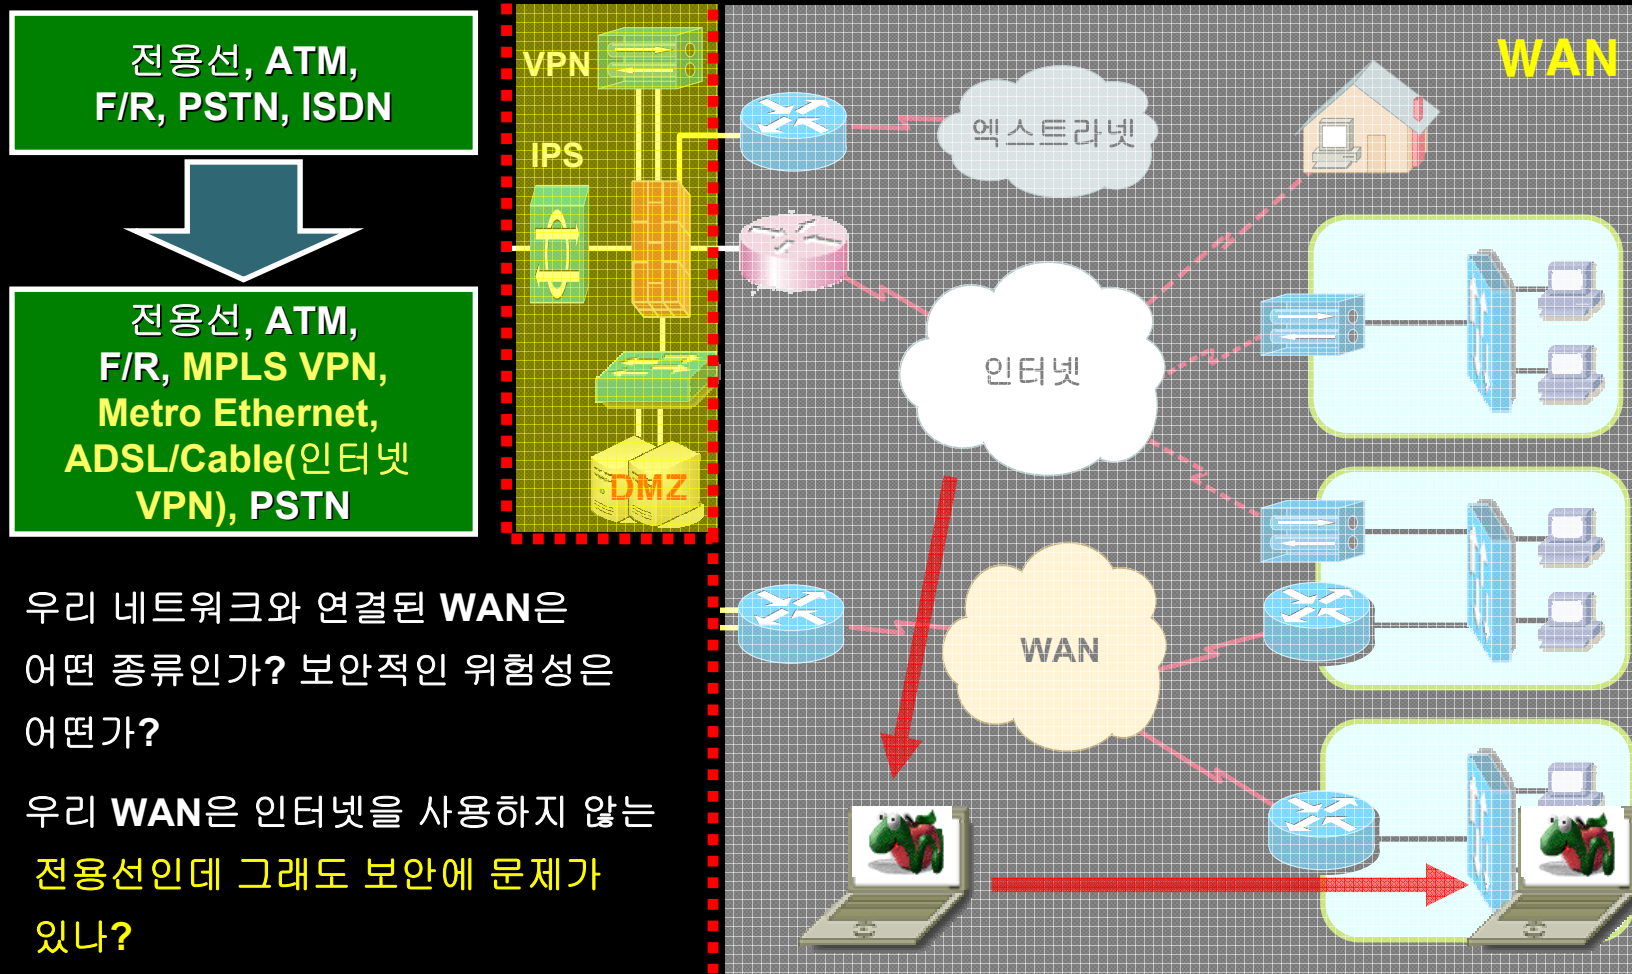 전용선, ATM,
F/R, PSTN, ISDN
전용선, ATM,
F/R, MPLS VPN,
Metro Ethernet,
ADSL/Cable(인터넷
VPN), PSTN
우리 네트워크와 연결된 WAN은
어떤 종류인가? 보안적인 위험성은
어떤가?
우리 WAN은 인터넷을 사용하지 않는
전용선인데 그래도 보안에 문제가
있나?
VPN
IPS
DMZ
WAN
엑스트라넷
인터넷
WAN